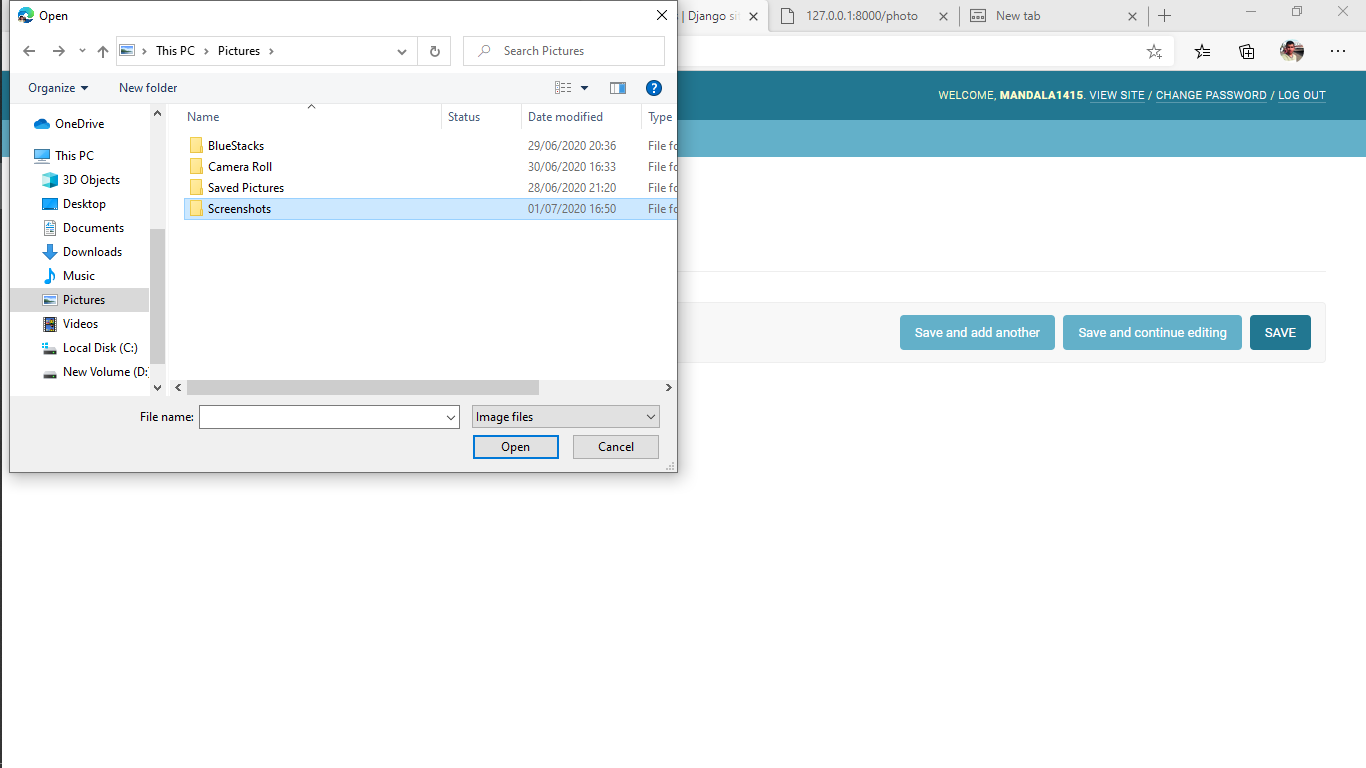 Open
| Django si
127.0.0.1:8000/photo
New tab
This PC
Pictures
Search Pictures
Organize
New folder
WELCOME, MANDALA1415. VIEW SITE / CHANGE PASSWORD / LOG OUT
Name
Status
Date modified
Type
OneDrive
This PC
3D Objects
Desktop
Documents
Downloads
Music
Pictures
Videos
Local Disk (C:)
New Volume (D:
BlueStacks 29/06/2020 20:36 File fo
Camera Roll 30/06/2020 16:33 File fo
Saved Pictures 28/06/2020 21:20 File fo
Screenshots 01/07/2020 16:50 File fo
Save and add another
Save and continue editing
SAVE
File name:
Image files
Open
Cancel